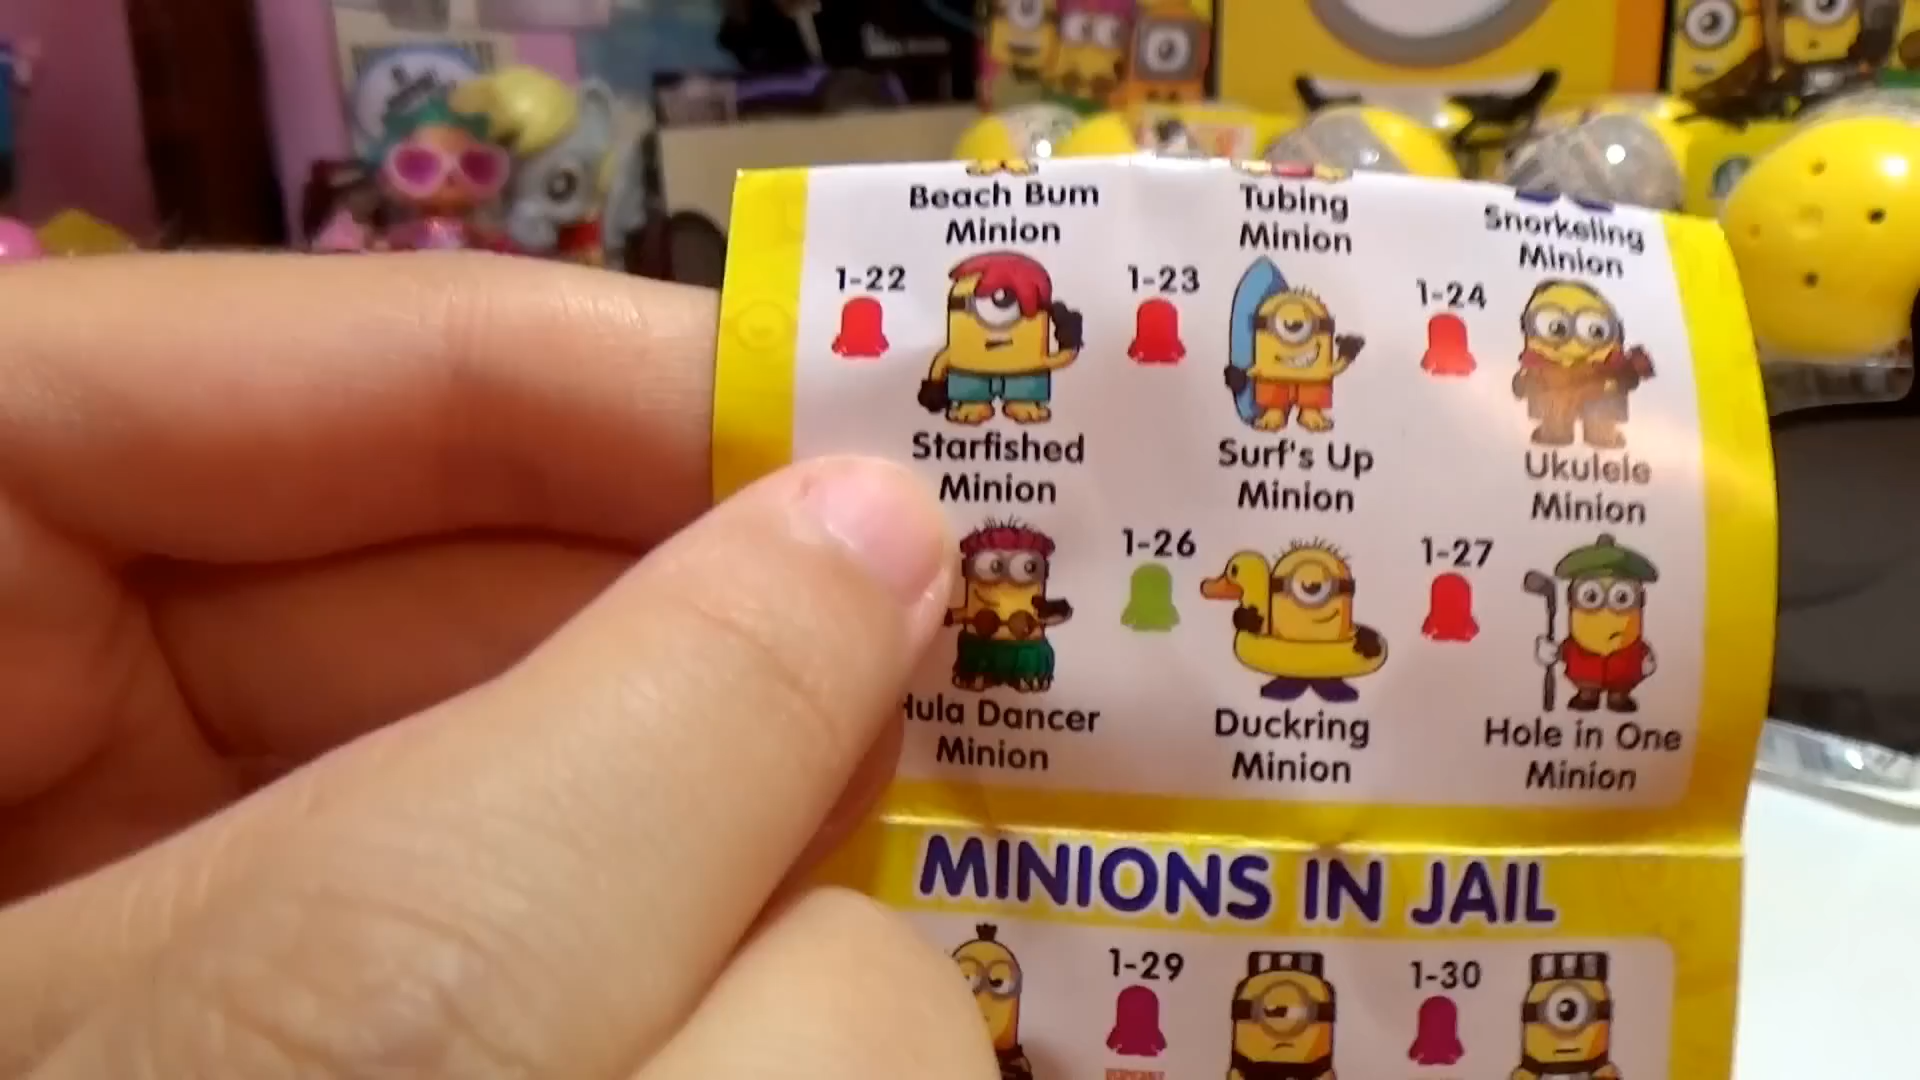 Beach Bum
Minion
Tubing
Minion
Snorkeling
Minion
1-22
1-23
1-24
Starfished
Minion
Surf's Up
Minion
Ukulele
Minion
1-26
1-27
Hula Dancer
Minion
Duckring
Minion
Hole in One
Minion
MINIONS IN JAIL
1-29
1-30